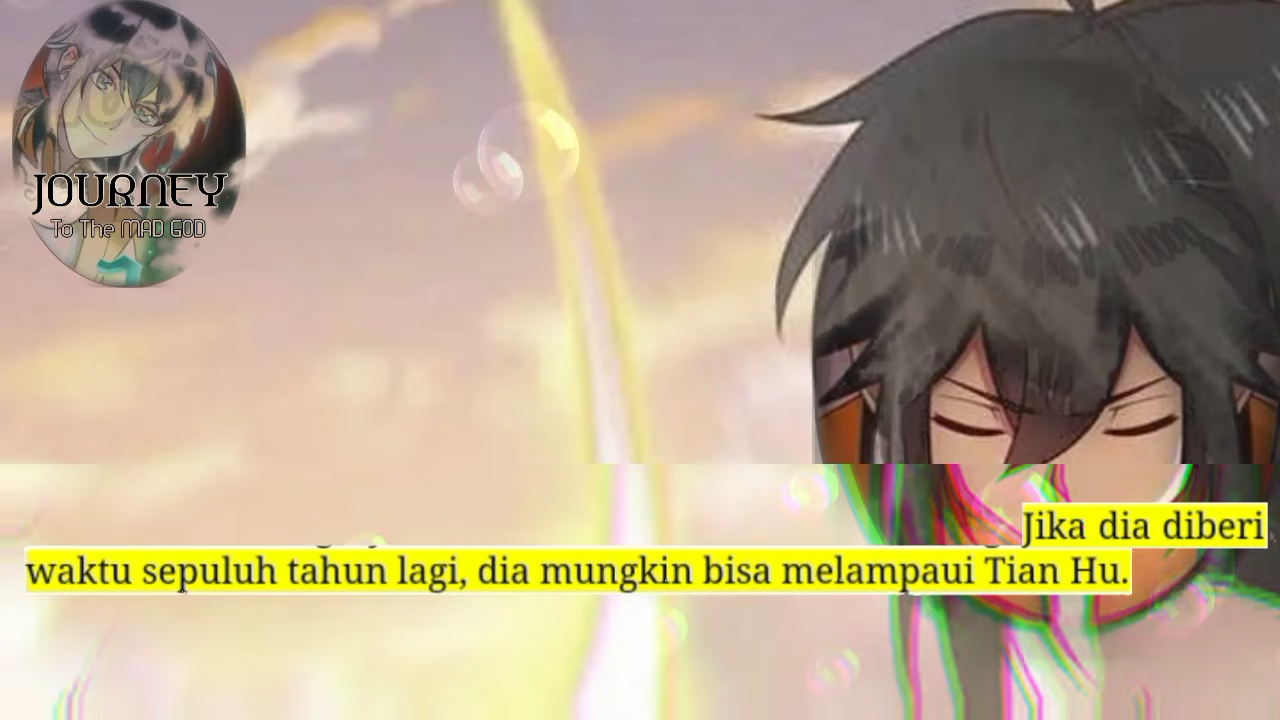 JOURNEY
To The MAD GOD
Jika dia diberi
waktu sepuluh tahun lagi, dia mungkin bisa melampaui Tian Hu.